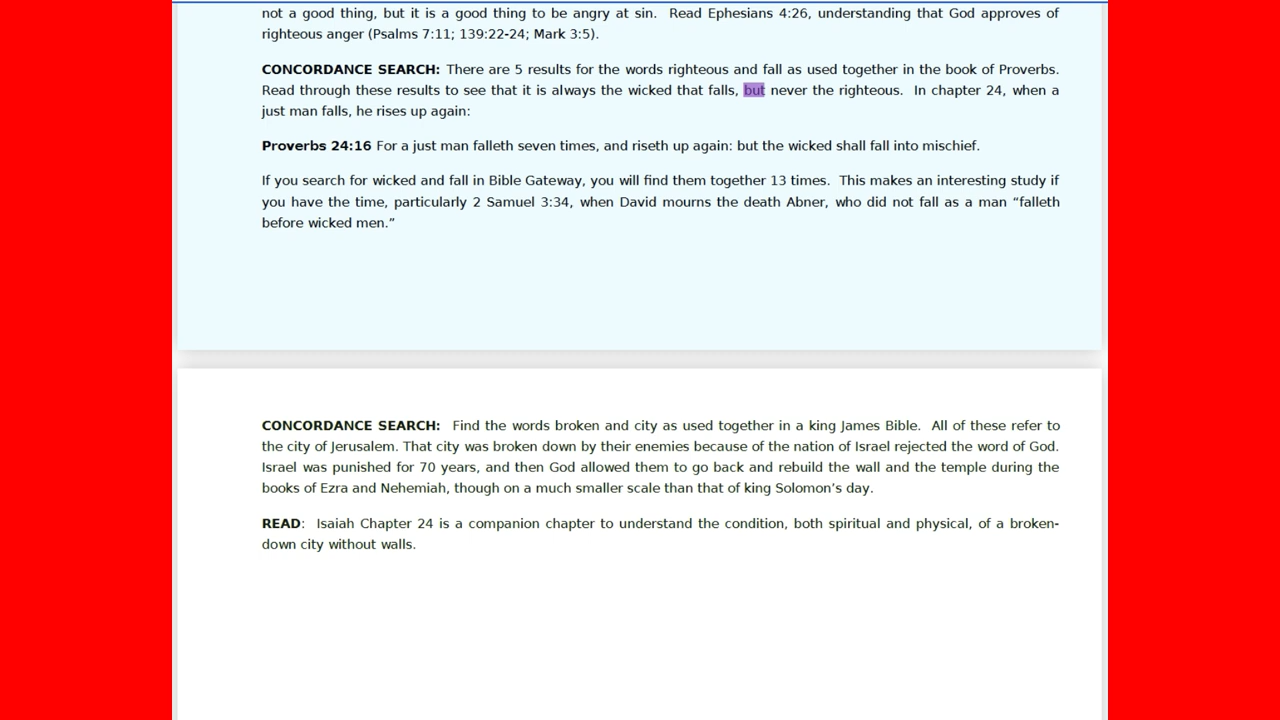 not a good thing, but it is a good thing to be angry at sin.  Read Ephesians 4:26, understanding that God approves of
righteous anger (Psalms 7:11; 139:22-24; Mark 3:5).
CONCORDANCE SEARCH: There are 5 results for the words righteous and fall as used together in the book of Proverbs.
Read through these results to see that it is always the wicked that falls, but never the righteous.  In chapter 24, when a
just man falls, he rises up again:
Proverbs 24:16 For a just man falleth seven times, and riseth up again: but the wicked shall fall into mischief.
If you search for wicked and fall in Bible Gateway, you will find them together 13 times.  This makes an interesting study if
you have the time, particularly 2 Samuel 3:34, when David mourns the death Abner, who did not fall as a man “falleth
before wicked men.”
CONCORDANCE SEARCH:  Find the words broken and city as used together in a king James Bible.  All of these refer to
the city of Jerusalem. That city was broken down by their enemies because of the nation of Israel rejected the word of God.
Israel was punished for 70 years, and then God allowed them to go back and rebuild the wall and the temple during the
books of Ezra and Nehemiah, though on a much smaller scale than that of king Solomon’s day.
READ:  Isaiah Chapter 24 is a companion chapter to understand the condition, both spiritual and physical, of a broken-
down city without walls.